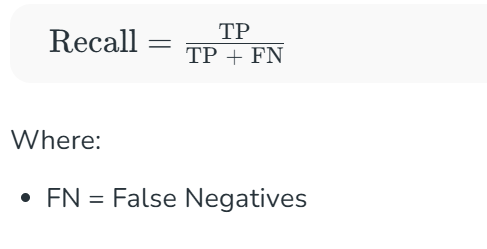 Recall = TP / TP + FN
Where:
• FN = False Negatives